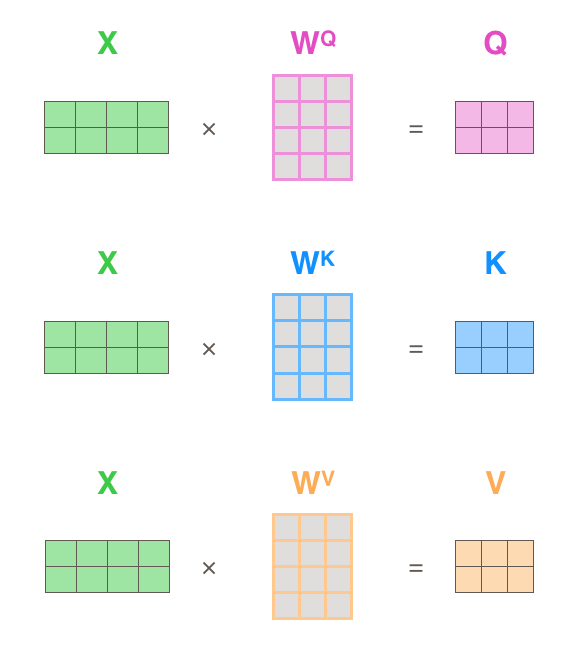 X W^Q Q
× =
X W^K K
× =
X W^V V
× =